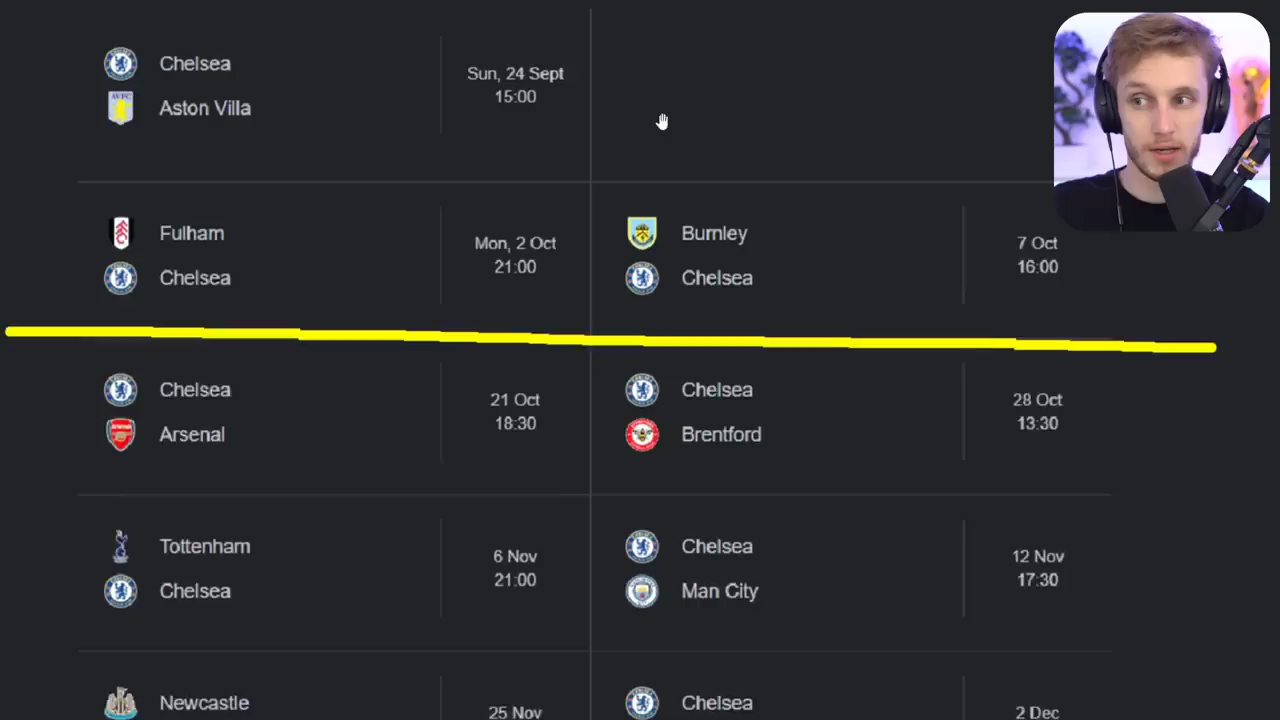 Chelsea
Aston Villa
Sun, 24 Sept
15:00
Fulham
Chelsea
Mon, 2 Oct
21:00
Burnley
Chelsea
7 Oct
16:00
Chelsea
Arsenal
21 Oct
18:30
Chelsea
Brentford
28 Oct
13:30
Tottenham
Chelsea
6 Nov
21:00
Chelsea
Man City
12 Nov
17:30
Newcastle
25 Nov
Chelsea
2 Dec